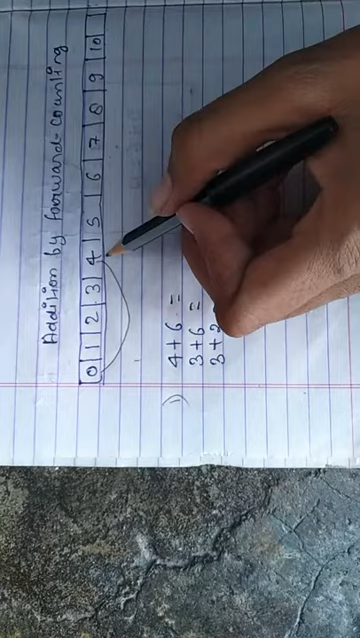 Addition by forward-counting
0 1 2 3 4 5 6 7 8 9 10
1) 4+6 =
3+6 =
3+